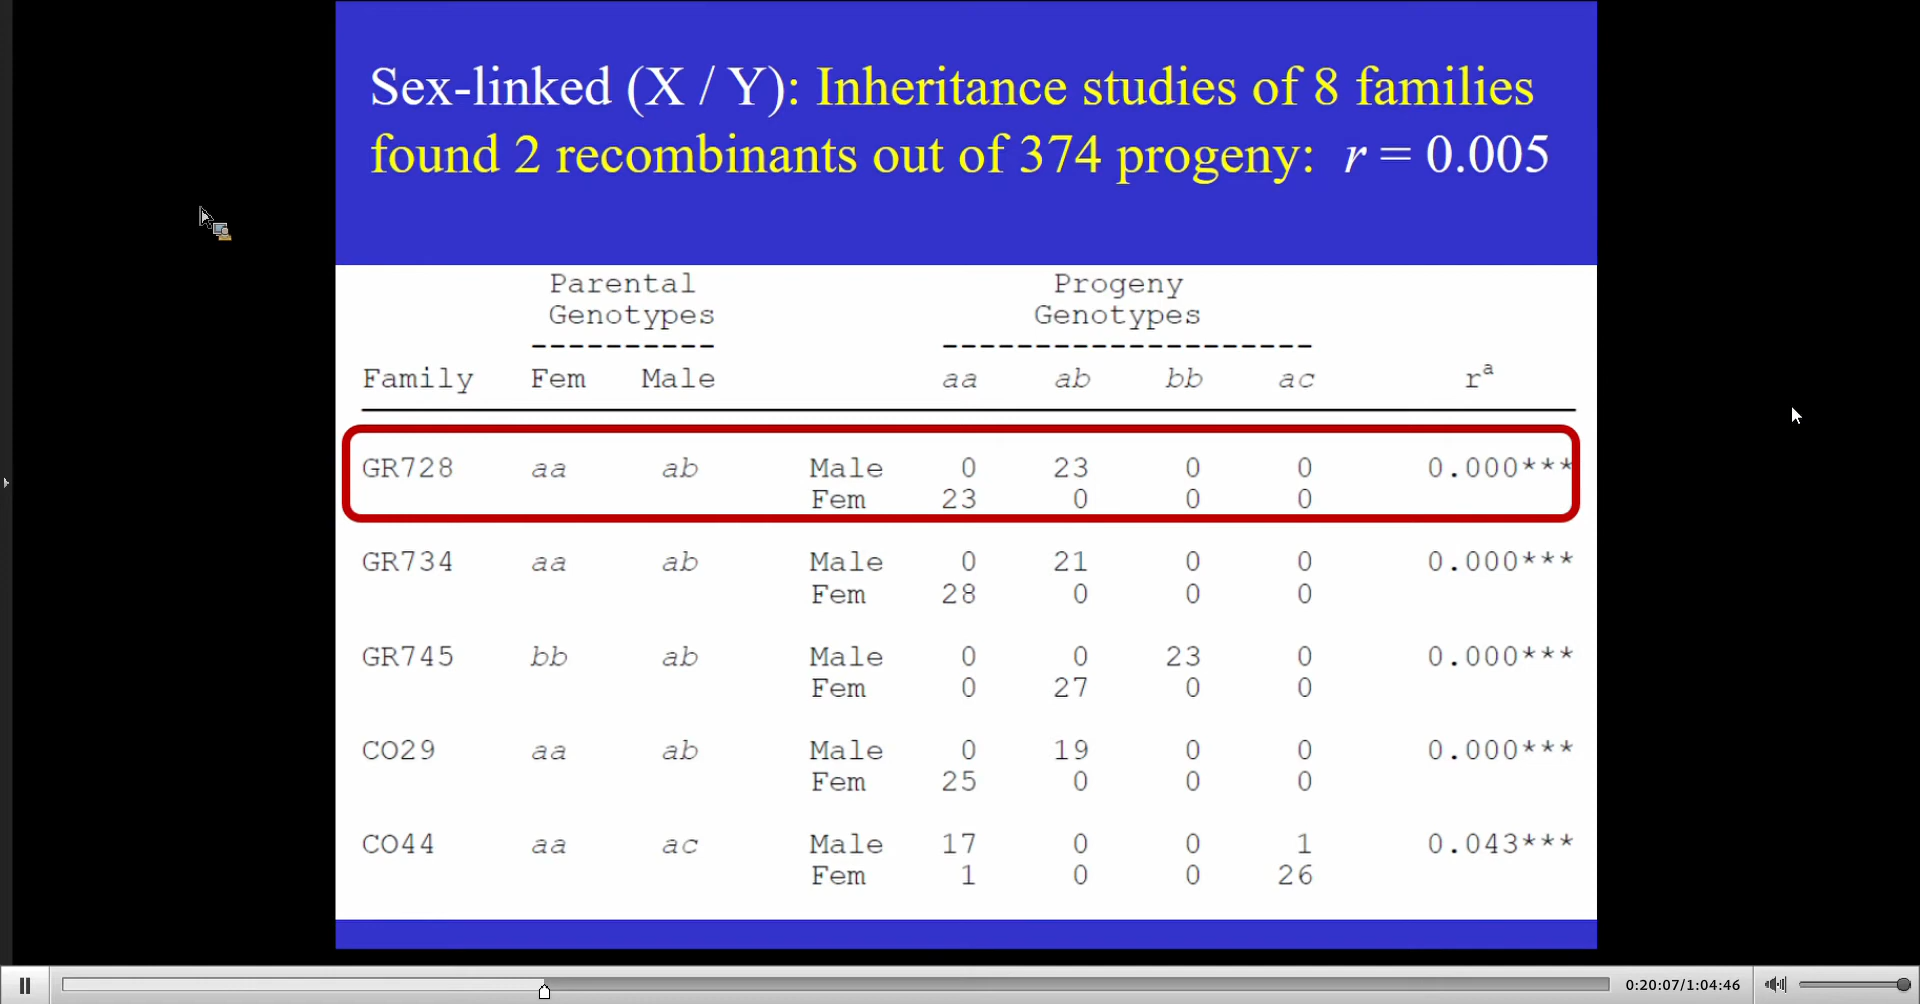 Sex-linked (X / Y): Inheritance studies of 8 families
found 2 recombinants out of 374 progeny: r = 0.005
Parental Progeny
Genotypes Genotypes
---------- --------------------
Family Fem Male aa ab bb ac rᵃ
GR728 aa ab Male 0 23 0 0 0.000***
Fem 23 0 0 0
GR734 aa ab Male 0 21 0 0 0.000***
Fem 28 0 0 0
GR745 bb ab Male 0 0 23 0 0.000***
Fem 0 27 0 0
CO29 aa ab Male 0 19 0 0 0.000***
Fem 25 0 0 0
CO44 aa ac Male 17 0 0 1 0.043***
Fem 1 0 0 26
0:20:07/1:04:46